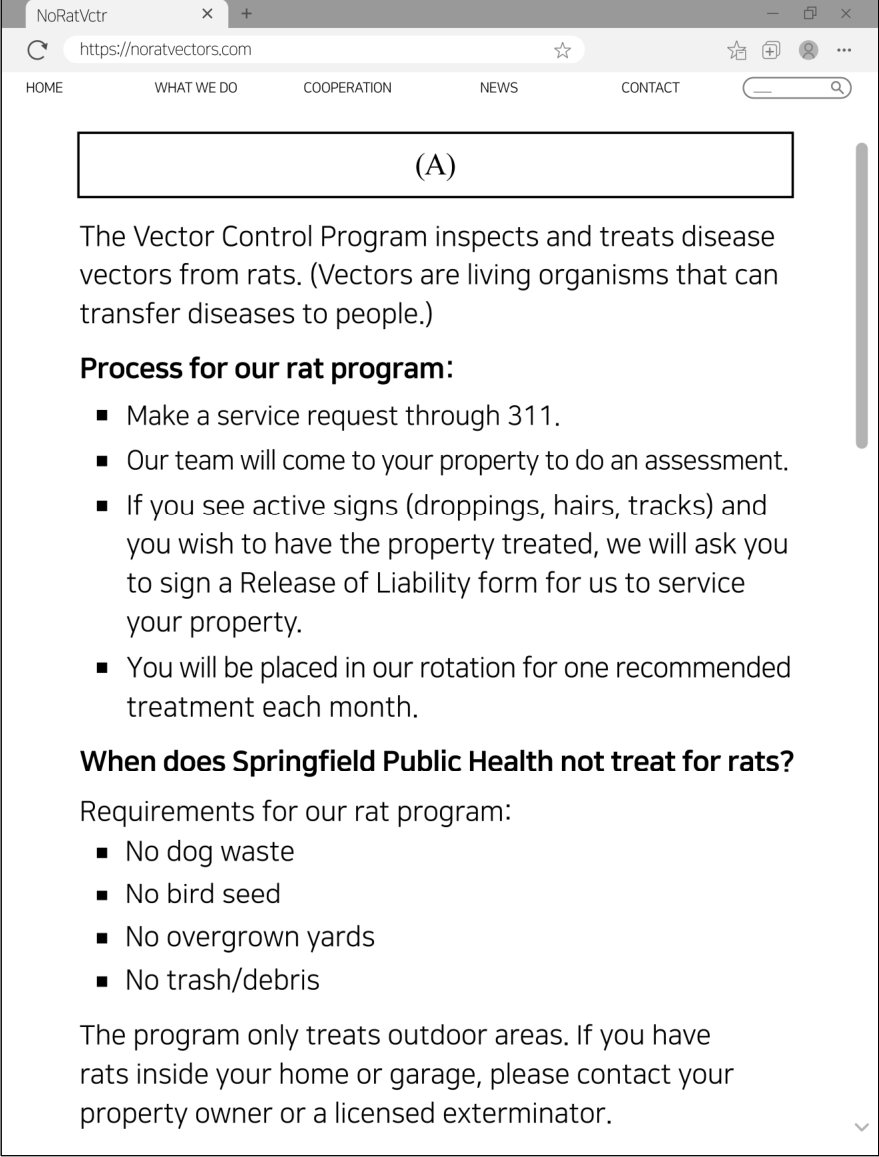 NoRatVctr
https://noratvectors.com
HOME WHAT WE DO COOPERATION NEWS CONTACT
(A)
The Vector Control Program inspects and treats disease
vectors from rats. (Vectors are living organisms that can
transfer diseases to people.)
Process for our rat program:
■ Make a service request through 311.
■ Our team will come to your property to do an assessment.
■ If you see active signs (droppings, hairs, tracks) and
you wish to have the property treated, we will ask you
to sign a Release of Liability form for us to service
your property.
■ You will be placed in our rotation for one recommended
treatment each month.
When does Springfield Public Health not treat for rats?
Requirements for our rat program:
■ No dog waste
■ No bird seed
■ No overgrown yards
■ No trash/debris
The program only treats outdoor areas. If you have
rats inside your home or garage, please contact your
property owner or a licensed exterminator.